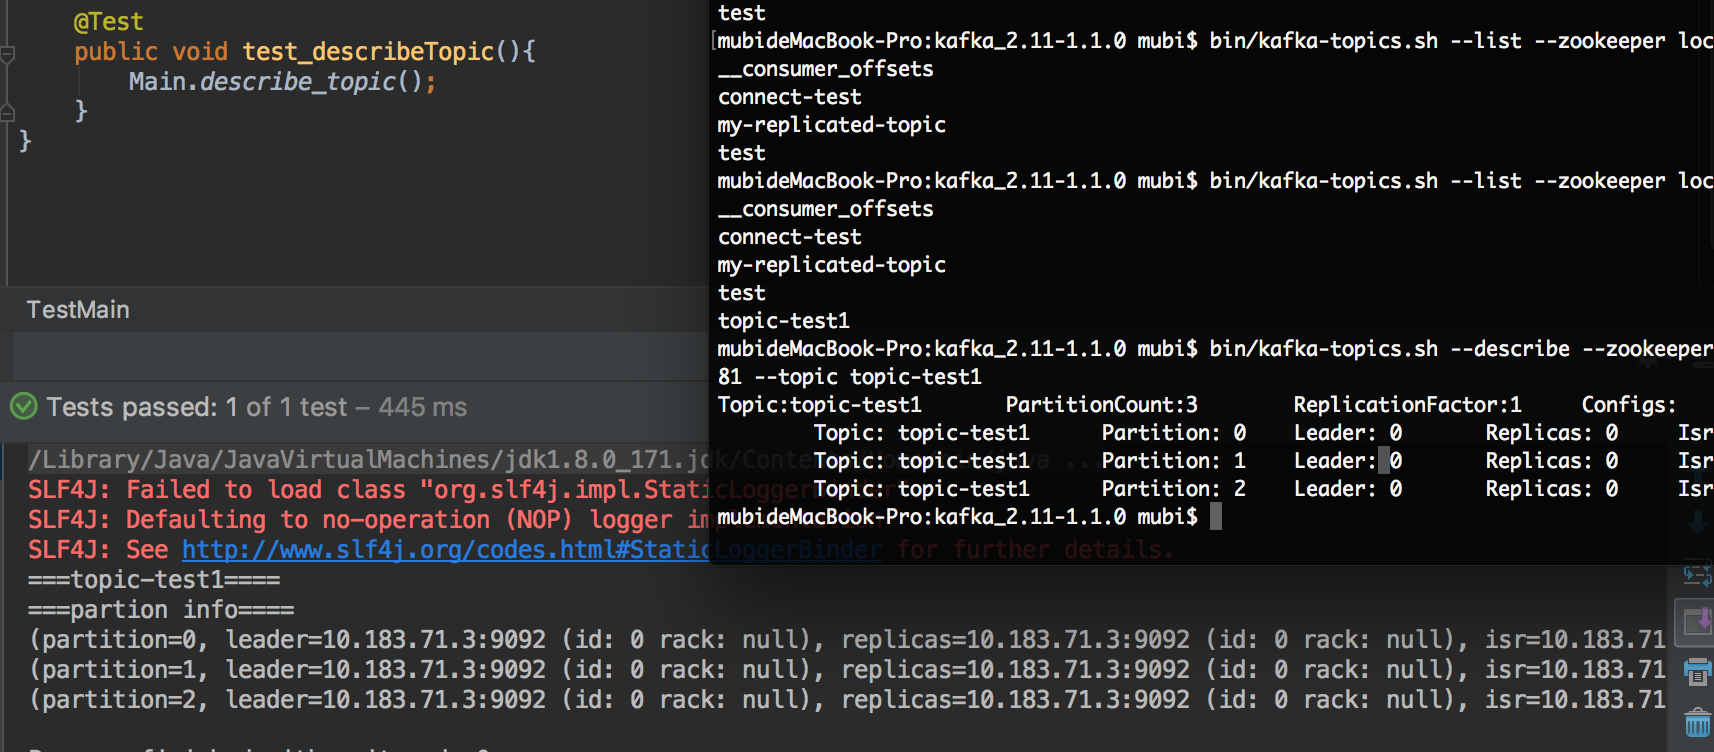 @Test
public void test_describeTopic(){
Main.describe_topic();
}
}
TestMain
Tests passed: 1 of 1 test – 445 ms
/Library/Java/JavaVirtualMachines/jdk1.8.0_171.jdk/Contents/Home/bin/java ...
SLF4J: Failed to load class "org.slf4j.impl.StaticLoggerBinder".
SLF4J: Defaulting to no-operation (NOP) logger implementation
SLF4J: See http://www.slf4j.org/codes.html#StaticLoggerBinder for further details.
===topic-test1====
===partion info====
(partition=0, leader=10.183.71.3:9092 (id: 0 rack: null), replicas=10.183.71.3:9092 (id: 0 rack: null), isr=10.183.71
(partition=1, leader=10.183.71.3:9092 (id: 0 rack: null), replicas=10.183.71.3:9092 (id: 0 rack: null), isr=10.183.71
(partition=2, leader=10.183.71.3:9092 (id: 0 rack: null), replicas=10.183.71.3:9092 (id: 0 rack: null), isr=10.183.71
test
[mubideMacBook-Pro:kafka_2.11-1.1.0 mubi$ bin/kafka-topics.sh --list --zookeeper loc
__consumer_offsets
connect-test
my-replicated-topic
test
mubideMacBook-Pro:kafka_2.11-1.1.0 mubi$ bin/kafka-topics.sh --list --zookeeper loc
__consumer_offsets
connect-test
my-replicated-topic
test
topic-test1
mubideMacBook-Pro:kafka_2.11-1.1.0 mubi$ bin/kafka-topics.sh --describe --zookeeper
81 --topic topic-test1
Topic:topic-test1 PartitionCount:3 ReplicationFactor:1 Configs:
Topic: topic-test1 Partition: 0 Leader: 0 Replicas: 0 Isr
Topic: topic-test1 Partition: 1 Leader: 0 Replicas: 0 Isr
Topic: topic-test1 Partition: 2 Leader: 0 Replicas: 0 Isr
mubideMacBook-Pro:kafka_2.11-1.1.0 mubi$